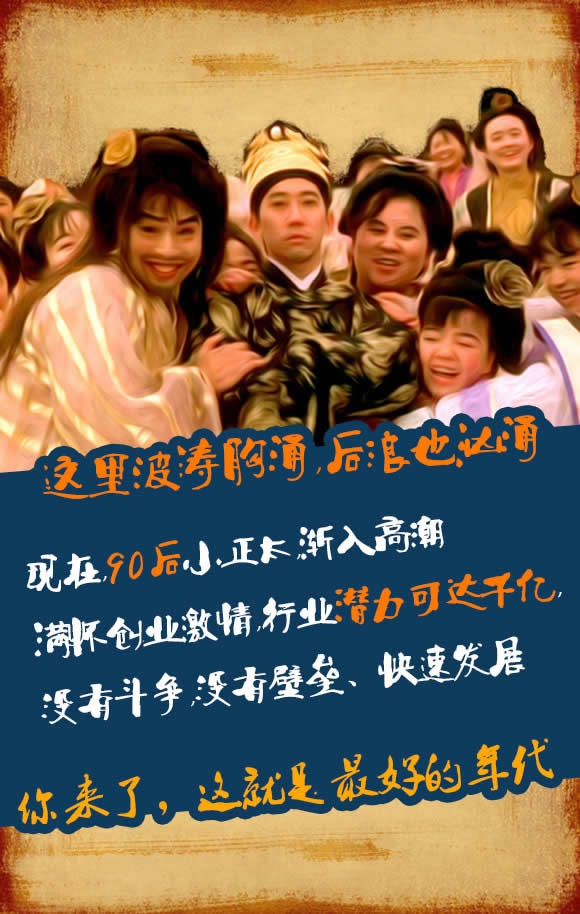 这里波涛胸涌,后浪也汹涌
现在,90后小正太,渐入高潮
满怀创业激情,行业潜力可达千亿,
没有斗争,没有壁垒、快速发展
你来了，这就是最好的年代